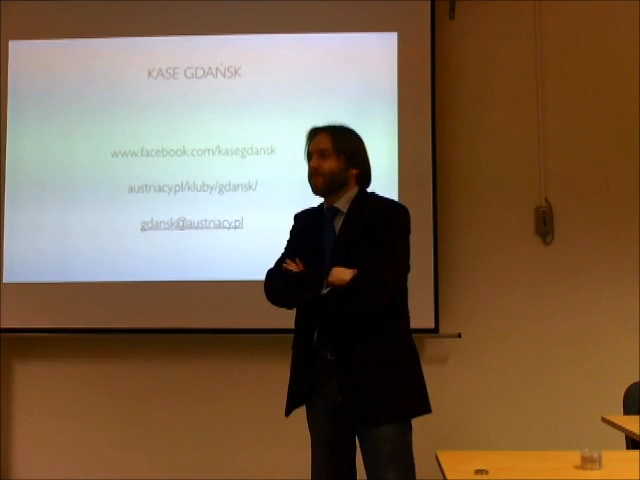 KASE GDAŃSK
www.facebook.com/kasegdansk
austriacy.pl/kluby/gdansk/
gdansk@austriacy.pl